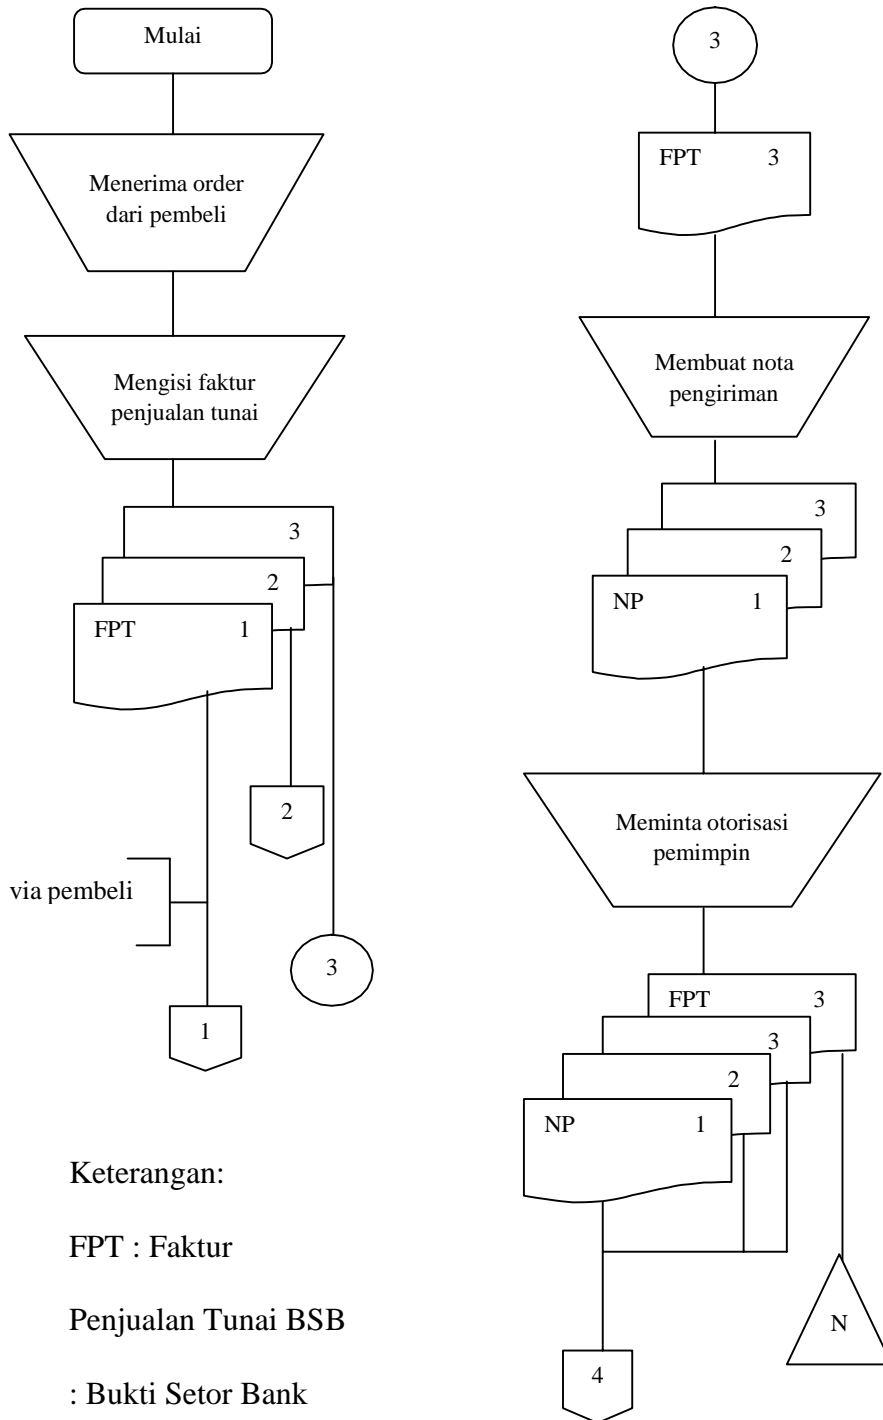 Mulai
Menerima order
dari pembeli
Mengisi faktur
penjualan tunai
3
2
FPT 1
2
via pembeli
3
1
Keterangan:
FPT : Faktur
Penjualan Tunai BSB
: Bukti Setor Bank
3
FPT 3
Membuat nota
pengiriman
3
2
NP 1
Meminta otorisasi
pemimpin
FPT 3
3
2
NP 1
N
4